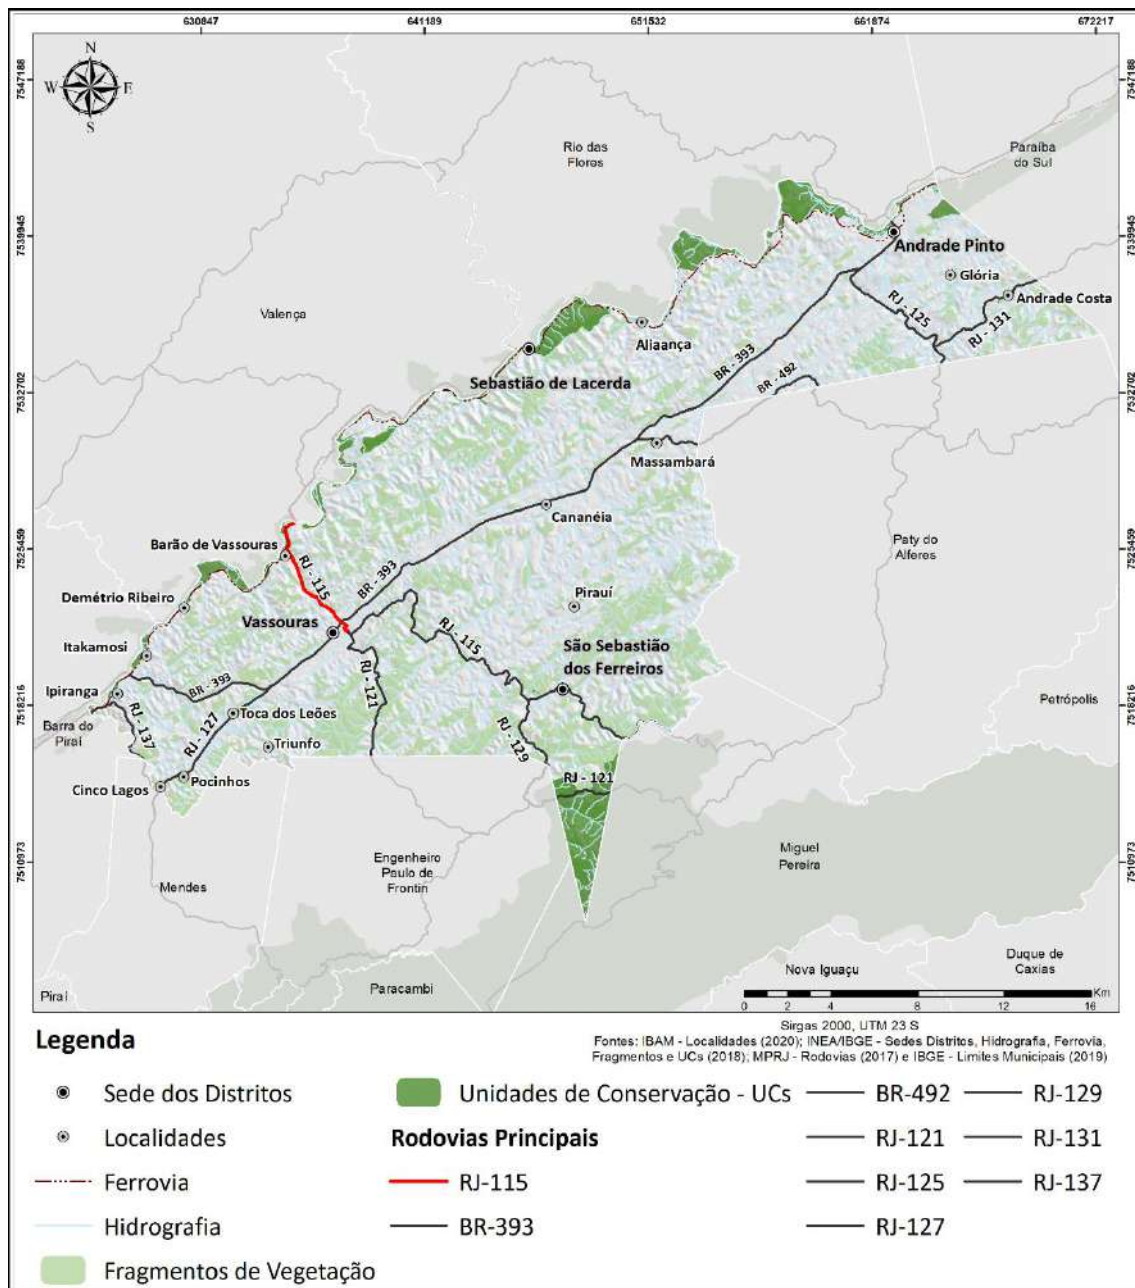 630847
641189
651532
661874
672217
N
W
E
S
7547188
7547188
Rio das
Flores
Paraíba
do Sul
7539945
7539945
Andrade Pinto
Glória
Andrade Costa
Valença
RJ - 125
RJ - 131
Aliaança
BR - 393
Sebastião de Lacerda
BR - 492
7532702
7532702
Massambará
Cananéia
Barão de Vassouras
7525459
7525459
Paty do
Alferes
RJ - 115
BR - 393
Demétrio Ribeiro
Pirauí
Vassouras
RJ - 115
Itakamosi
São Sebastião
dos Ferreiros
RJ - 121
BR - 393
Ipiranga
Petrópolis
7518216
7518216
Toca dos Leões
Barra do
Piraí
RJ - 137
RJ - 127
RJ - 129
Triunfo
RJ - 121
Pocinhos
Cinco Lagos
Engenheiro
Paulo de
Frontin
Miguel
Pereira
7510973
7510973
Mendes
Duque de
Caxias
Nova Iguaçu
Piraí
Paracambi
Km
0 2 4 8 12 16
Sirgas 2000, UTM 23 S
Fontes: IBAM - Localidades (2020); INEA/IBGE - Sedes Distritos, Hidrografia, Ferrovia,
Fragmentos e UCs (2018); MPRJ - Rodovias (2017) e IBGE - Limites Municipais (2019)
Legenda
Sede dos Distritos
Localidades
Ferrovia
Hidrografia
Fragmentos de Vegetação
Unidades de Conservação - UCs
Rodovias Principais
RJ-115
BR-393
BR-492
RJ-121
RJ-125
RJ-127
RJ-129
RJ-131
RJ-137